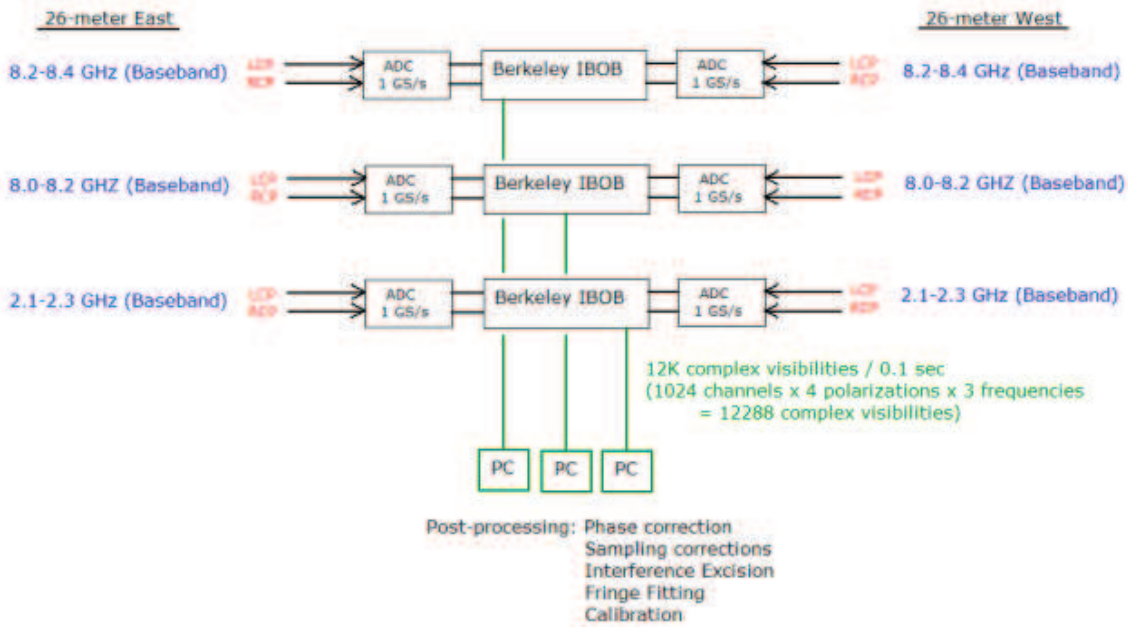 26-meter East
26-meter West
8.2-8.4 GHz (Baseband)
LCP
RCP
ADC
1 GS/s
Berkeley IBOB
ADC
1 GS/s
LCP
RCP
8.2-8.4 GHz (Baseband)
8.0-8.2 GHZ (Baseband)
LCP
RCP
ADC
1 GS/s
Berkeley IBOB
ADC
1 GS/s
LCP
RCP
8.0-8.2 GHZ (Baseband)
2.1-2.3 GHz (Baseband)
LCP
RCP
ADC
1 GS/s
Berkeley IBOB
ADC
1 GS/s
LCP
RCP
2.1-2.3 GHz (Baseband)
12K complex visibilities / 0.1 sec
(1024 channels x 4 polarizations x 3 frequencies
= 12288 complex visibilities)
PC
PC
PC
Post-processing: Phase correction
Sampling corrections
Interference Excision
Fringe Fitting
Calibration